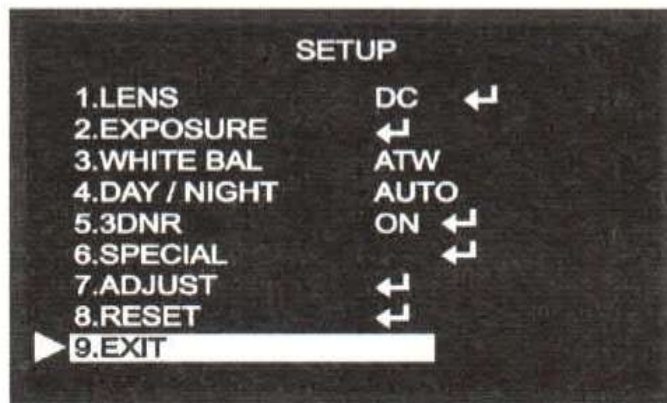 SETUP
1.LENS DC ↵
2.EXPOSURE ↵
3.WHITE BAL ATW
4.DAY / NIGHT AUTO
5.3DNR ON ↵
6.SPECIAL ↵
7.ADJUST ↵
8.RESET ↵
9.EXIT